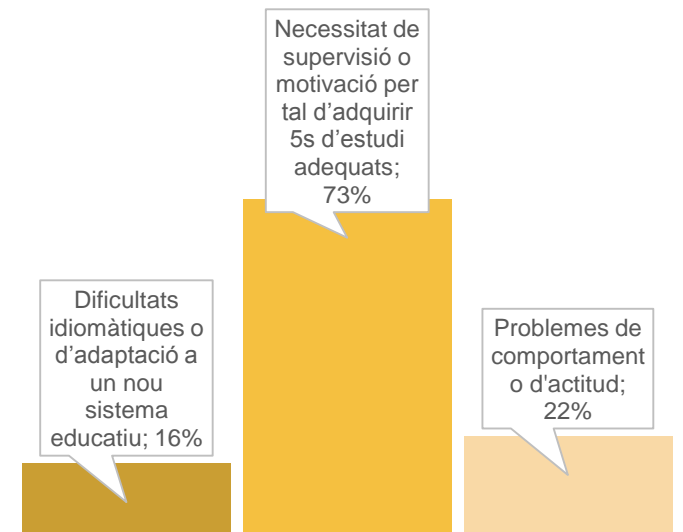 Necessitat de
supervisió o
motivació per
tal d’adquirir
5s d’estudi
adequats;
73%
Dificultats
idiomàtiques o
d’adaptació a
un nou
sistema
educatiu; 16%
Problemes de
comportament
o d'actitud;
22%